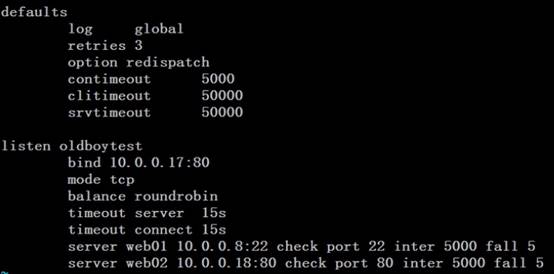 defaults
        log     global
        retries 3
        option redispatch
        contimeout      5000
        clitimeout      50000
        srvtimeout      50000
listen oldboytest
        bind 10.0.0.17:80
        mode tcp
        balance roundrobin
        timeout server  15s
        timeout connect 15s
        server web01 10.0.0.8:22 check port 22 inter 5000 fall 5
        server web02 10.0.0.18:80 check port 80 inter 5000 fall 5
~